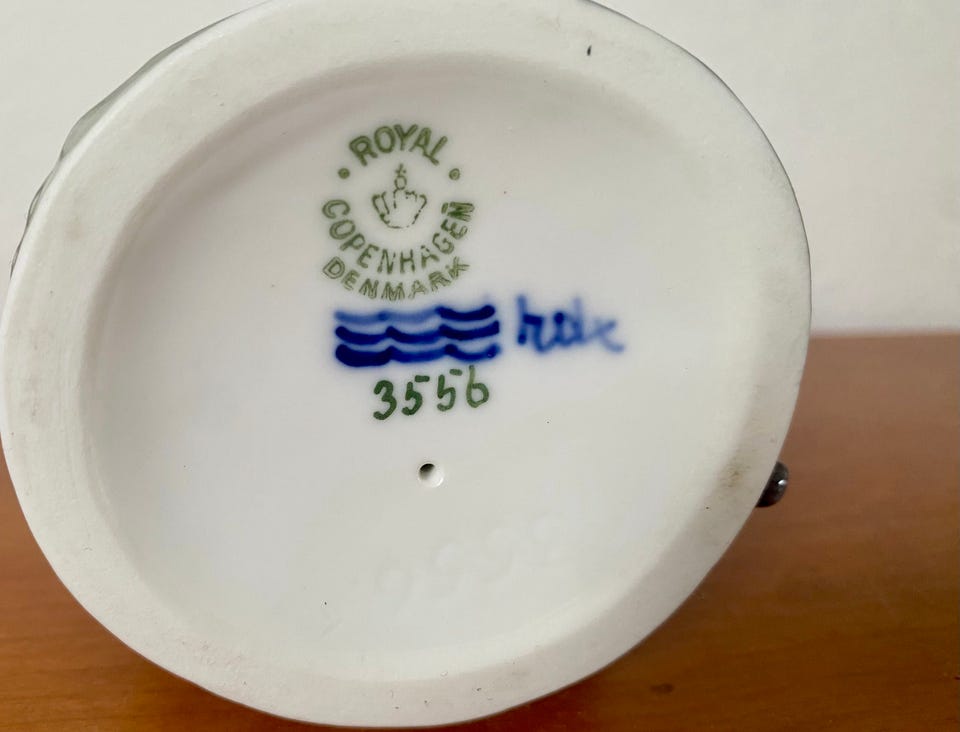 ROYAL
COPENHAGEN
DENMARK
3556